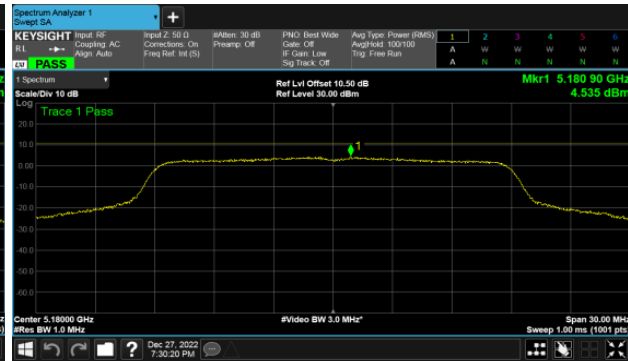 Spectrum Analyzer 1
Swept SA
KEYSIGHT
RL
PASS
Input: RF
Coupling: AC
Align: Auto
Input Z: 50 Ω
Corrections: On
Freq Ref: Int (S)
#Atten: 30 dB
Preamp: Off
PNO: Best Wide
Gate: Off
IF Gain: Low
Sig Track: Off
Avg Type: Power (RMS)
Avg|Hold: 100/100
Trig: Free Run
1 2 3 4 5 6
A W W W W W
A N N N N N
1 Spectrum
Scale/Div 10 dB
Ref Lvl Offset 10.50 dB
Ref Level 30.00 dBm
Mkr1 5.180 90 GHz
4.535 dBm
Log
Trace 1 Pass
20.0
10.0
1
0.00
-10.0
-20.0
-30.0
-40.0
-50.0
-60.0
Center 5.18000 GHz
#Video BW 3.0 MHz*
Span 30.00 MHz
#Res BW 1.0 MHz
Sweep 1.00 ms (1001 pts)
?
Dec 27, 2022
7:30:20 PM